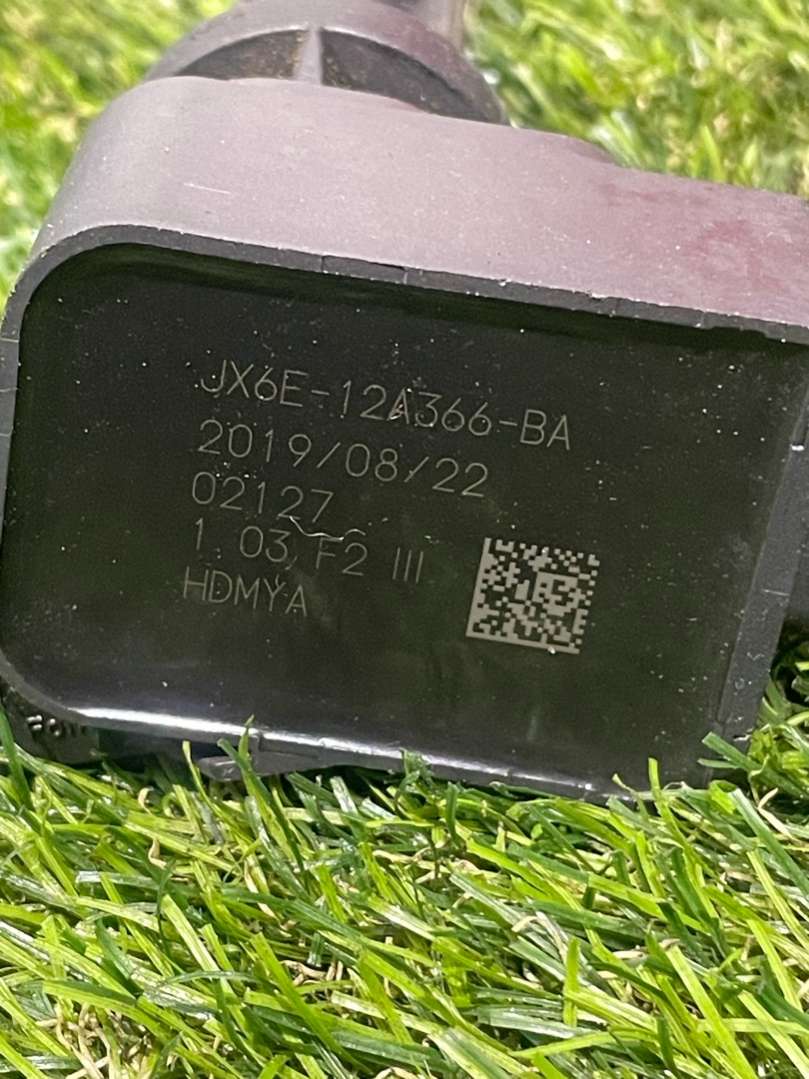 JX6E-12A366-BA
2019/08/22
02127
1 03 F2 III
HDMYA